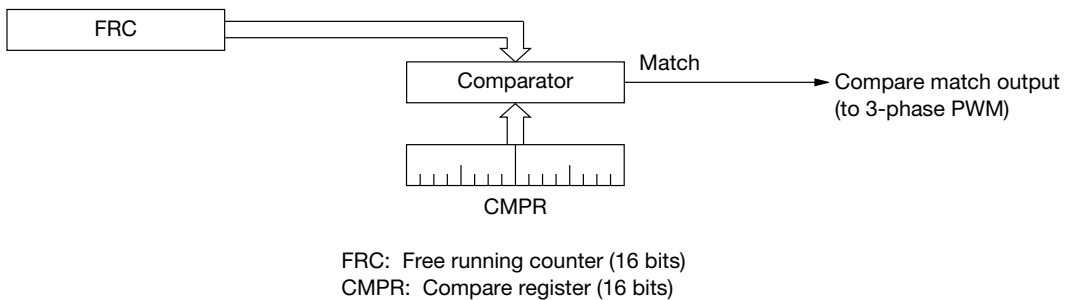 FRC
Match
Comparator
Compare match output
(to 3-phase PWM)
CMPR
FRC: Free running counter (16 bits)
CMPR: Compare register (16 bits)